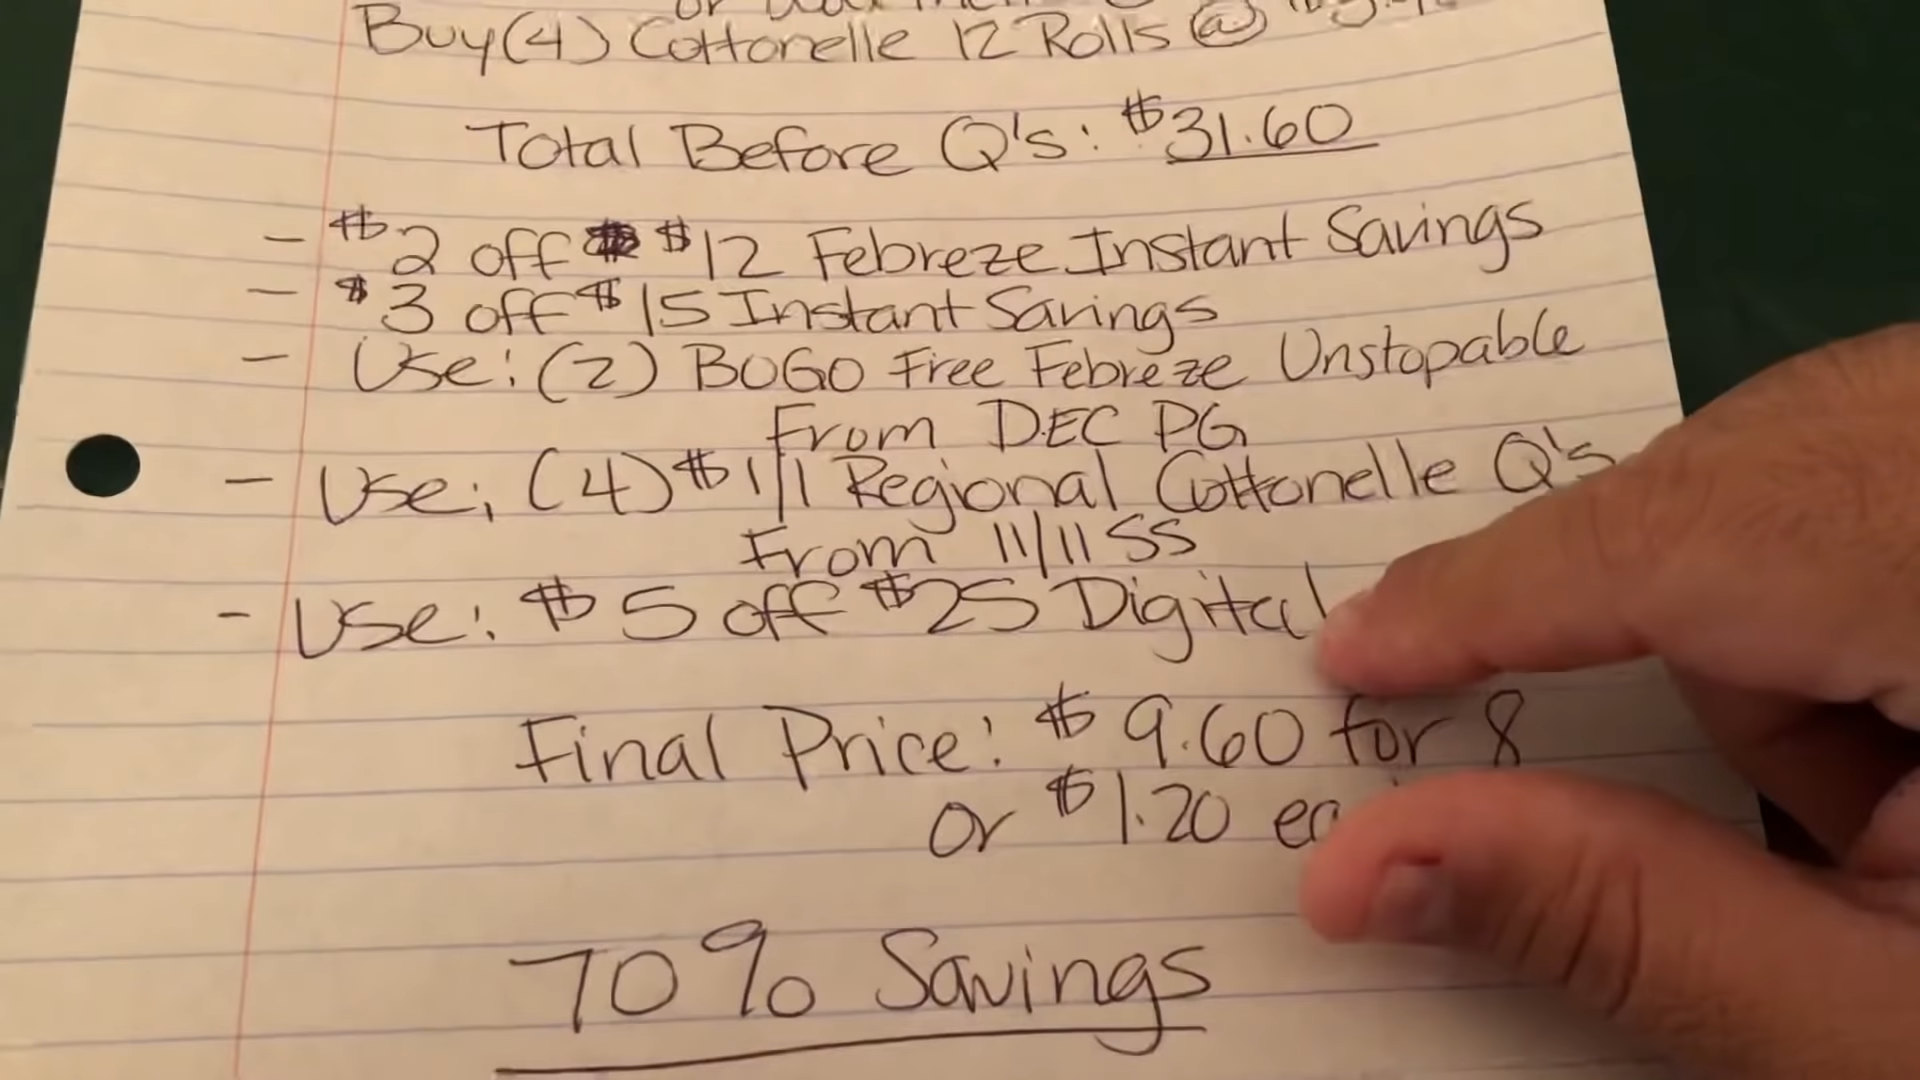 Buy (4) Cottonelle 12 Rolls @
Total Before Q's: $31.60
- $2 off $12 Febreze Instant Savings
- $3 off $15 Instant Savings
- Use: (2) BOGO Free Febreze Unstopable
From DEC PG
- Use: (4) $1/1 Regional Cottonelle Q's
From 11/11 SS
- Use: $5 off $25 Digital
Final Price: $9.60 for 8
or $1.20 ea
70% Savings